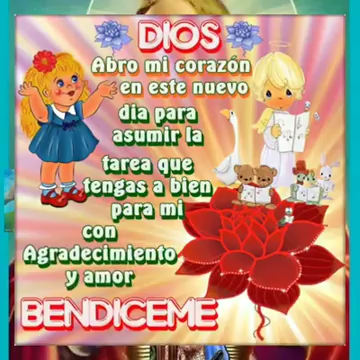 DIOS
Abro mi corazón
en este nuevo
dia para
asumir la
tarea que
tengas a bien
para mi
con
Agradecimiento
y amor
BENDICEME